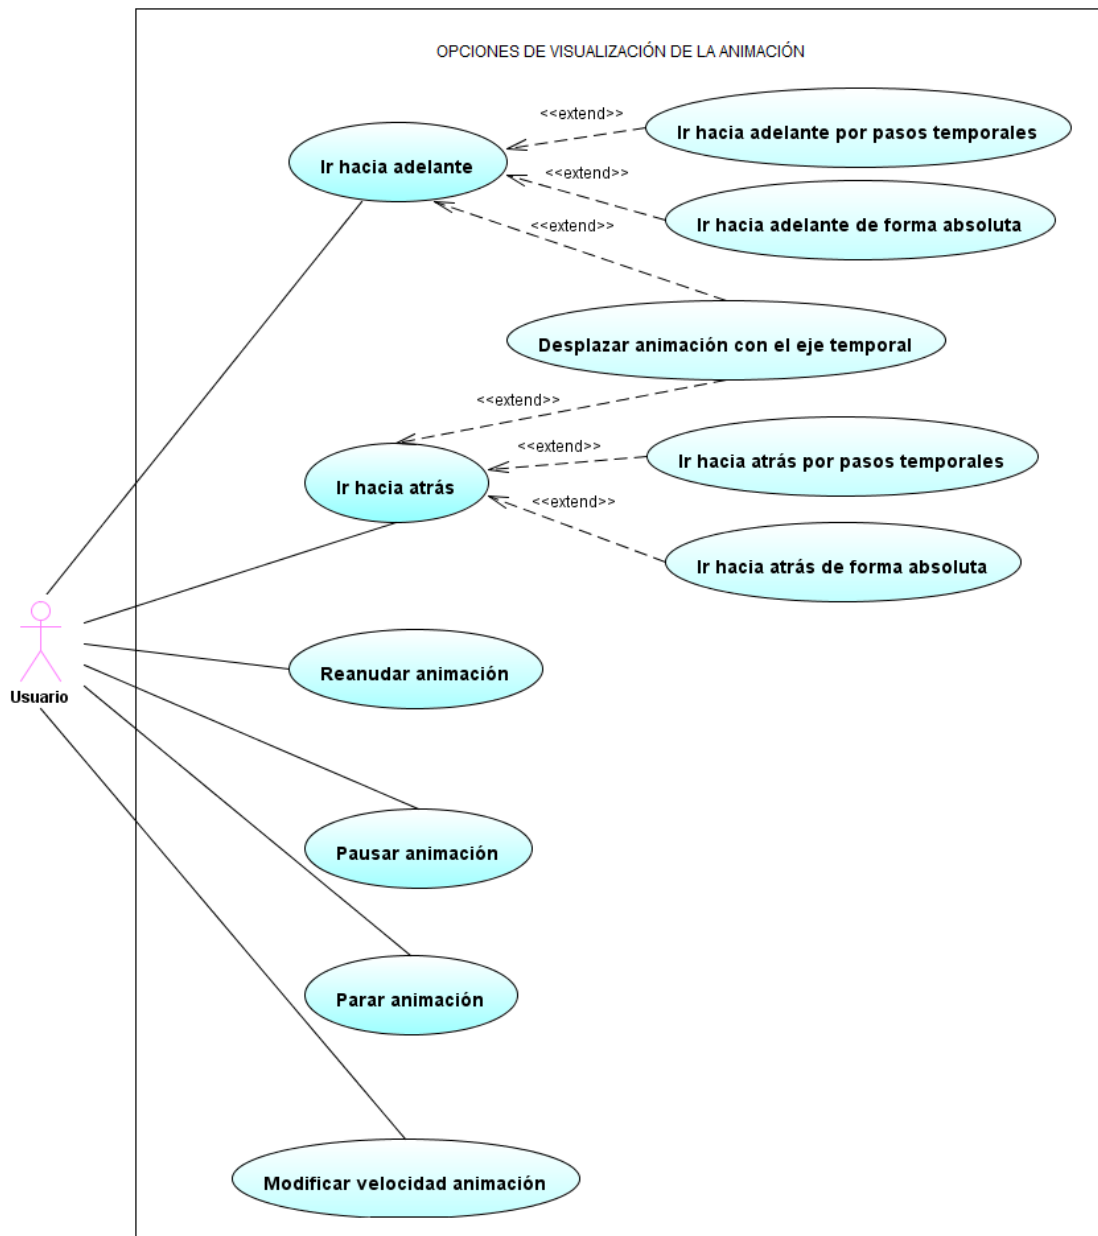 OPCIONES DE VISUALIZACIÓN DE LA ANIMACIÓN
<<extend>>
Ir hacia adelante por pasos temporales
Ir hacia adelante
<<extend>>
Ir hacia adelante de forma absoluta
<<extend>>
Desplazar animación con el eje temporal
<<extend>>
<<extend>>
Ir hacia atrás por pasos temporales
Ir hacia atrás
<<extend>>
Ir hacia atrás de forma absoluta
Reanudar animación
Usuario
Pausar animación
Parar animación
Modificar velocidad animación